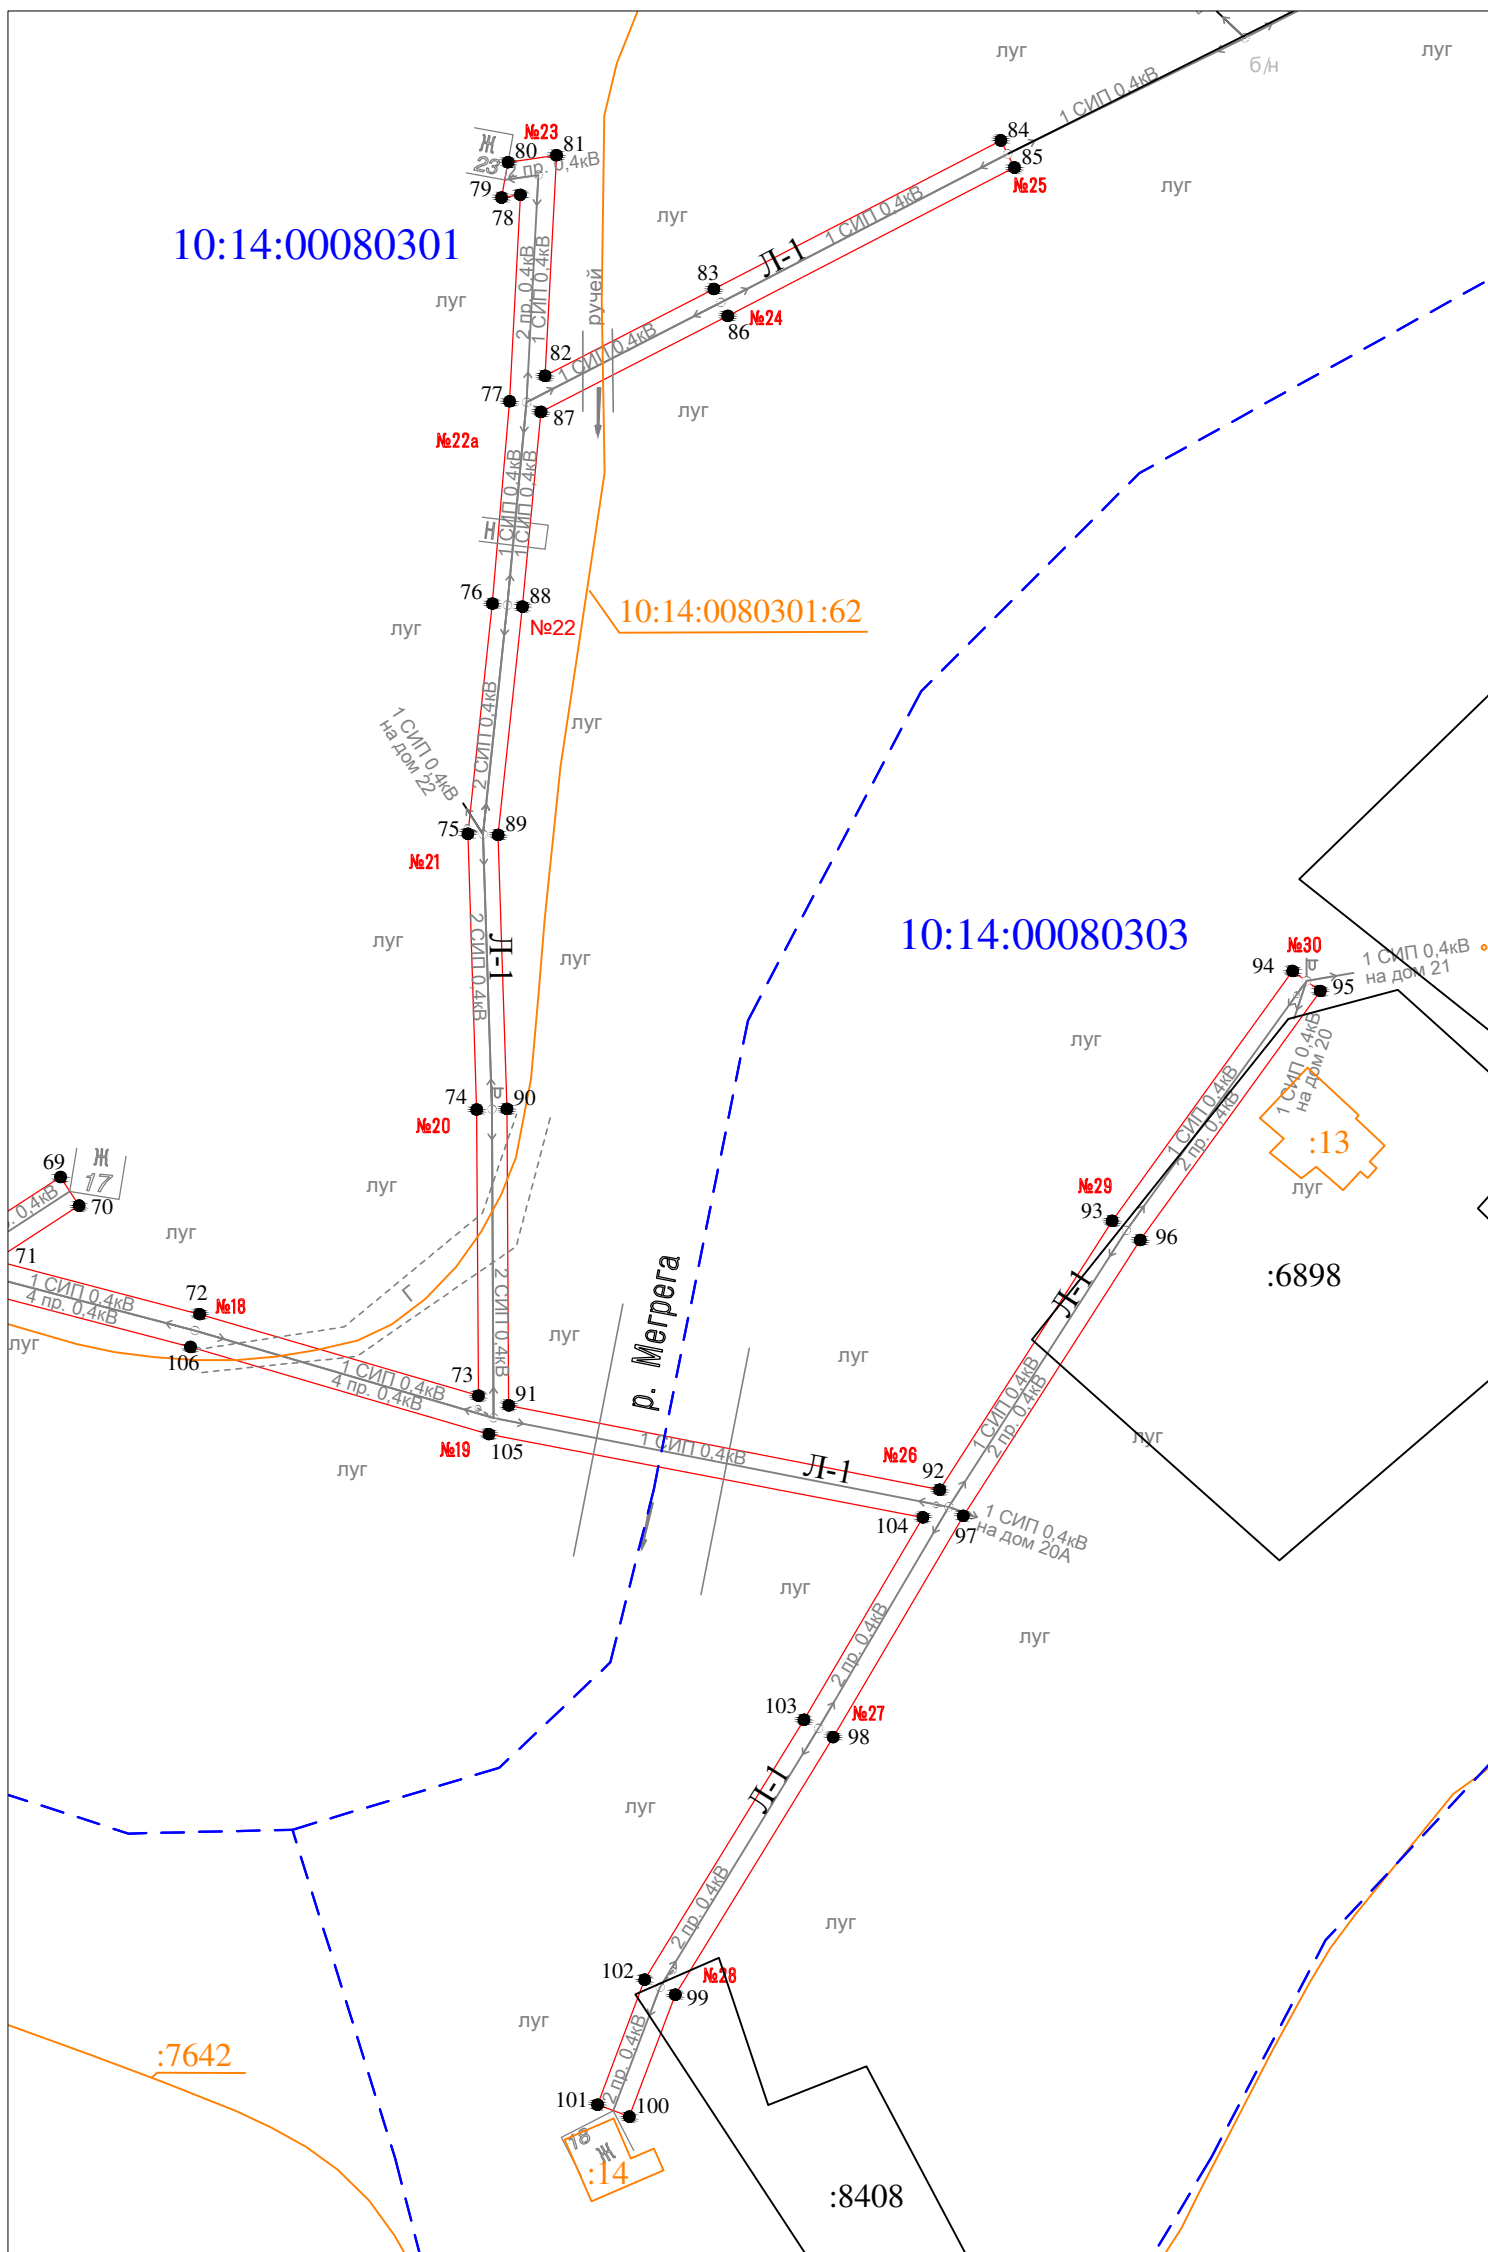 луг
луг
б/н
1 СИП 0,4кВ
84
85
№25
луг
№23
81
80
Ж
23
2 пр. 0,4кВ
79
78
10:14:00080301
луг
луг
ручей
1 СИП 0,4кВ
Л-1
83
№24
86
2 пр. 0,4кВ
1 СИП 0,4кВ
82
1 СИП 0,4кВ
77
87
луг
№22а
1 СИП 0,4кВ
1 СИП 0,4кВ
Н
76
88
№22
10:14:0080301:62
луг
луг
2 СИП 0,4кВ
1 СИП 0,4кВ
на дом 22
75
89
№21
10:14:00080303
луг
луг
2 СИП 0,4кВ
Л-1
№30
94
95
1 СИП 0,4кВ
на дом 21
луг
1 СИП 0,4кВ
на дом 20
1 СИП 0,4кВ
2 пр. 0,4кВ
:13
луг
74
90
№20
69
Ж
17
70
луг
луг
№29
93
96
. 0,4кВ
71
:6898
1 СИП 0,4кВ
4 пр. 0,4кВ
72
№18
Г
2 СИП 0,4кВ
р. Мегрега
Л-1
луг
106
луг
луг
1 СИП 0,4кВ
4 пр. 0,4кВ
73
91
1 СИП 0,4кВ
2 пр. 0,4кВ
№19
105
луг
1 СИП 0,4кВ
Л-1
№26
92
луг
104
97
1 СИП 0,4кВ
на дом 20А
луг
луг
2 пр. 0,4кВ
103
№27
98
Л-1
луг
2 пр. 0,4кВ
луг
102
№28
99
луг
:7642
2 пр. 0,4кВ
101
100
18
Ж
:14
:8408